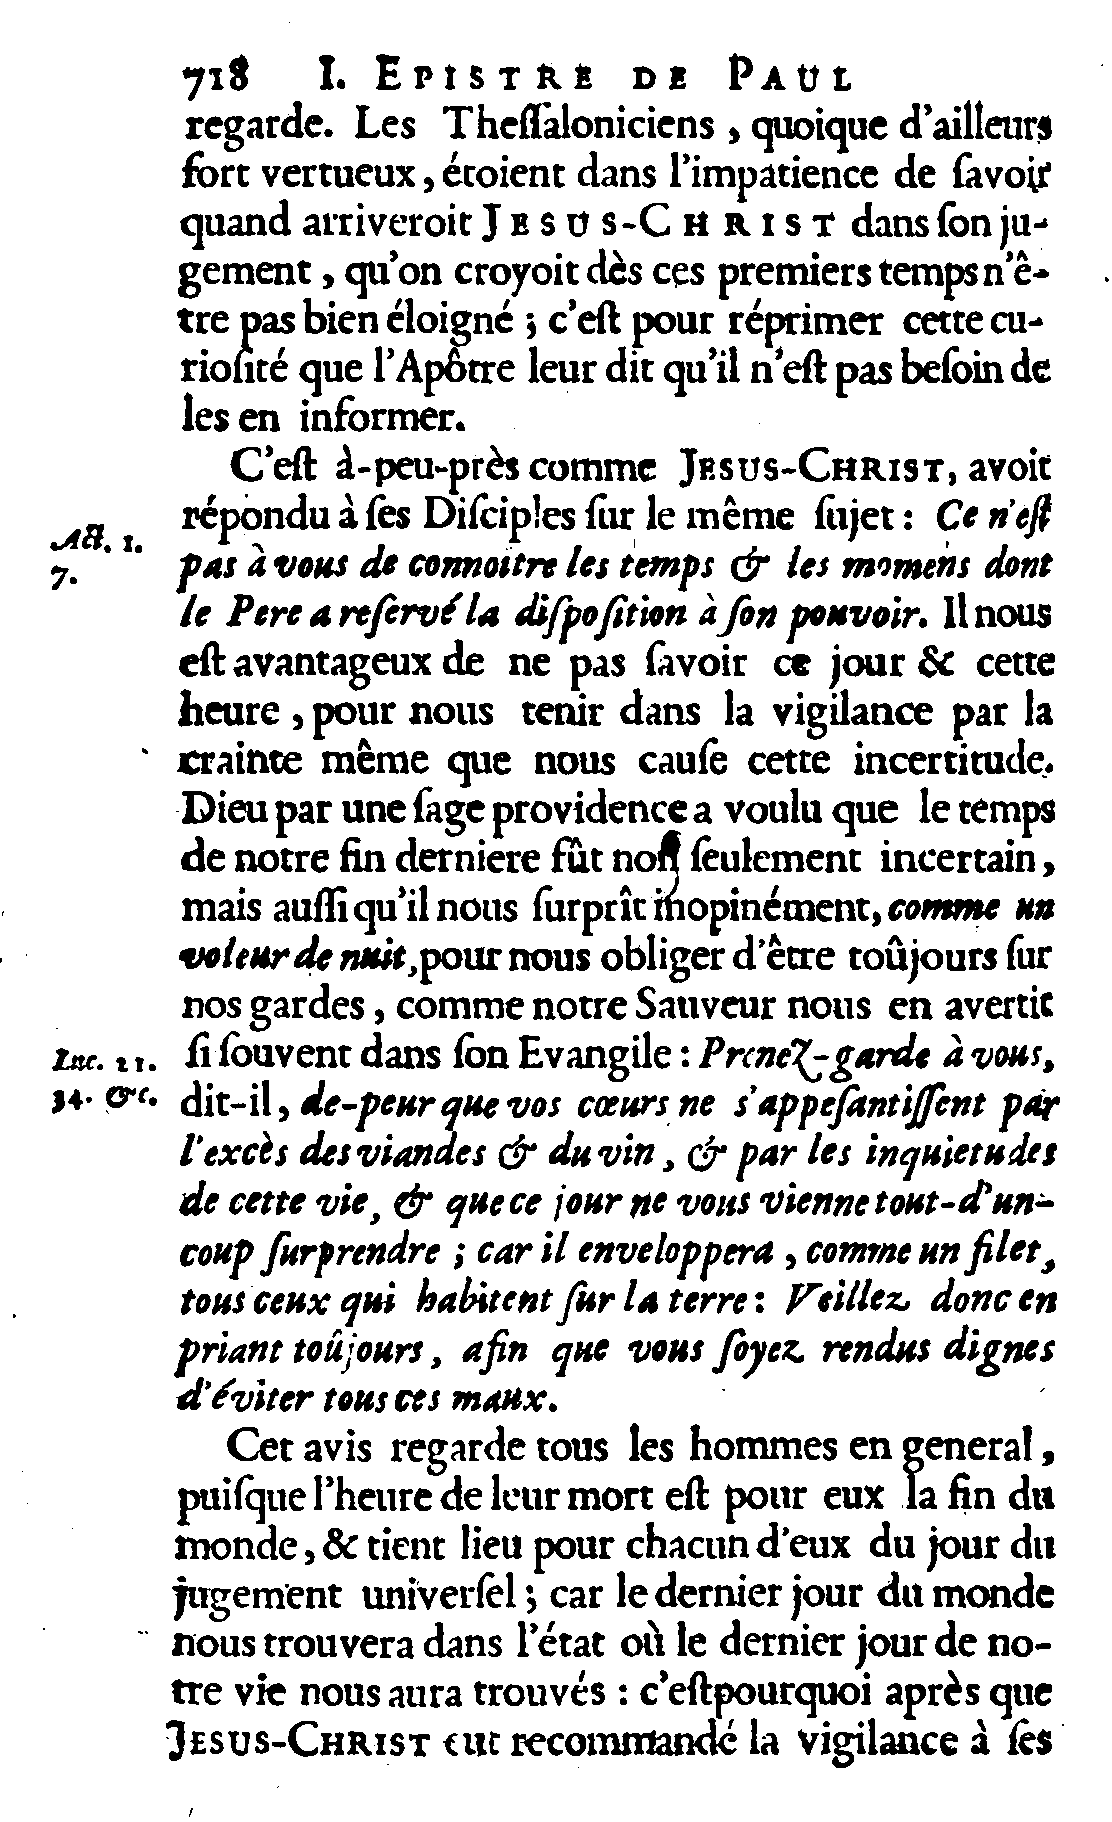 718 I. EPISTRE DE PAUL
regarde. Les Theſſaloniciens, quoique d'ailleurs
fort vertueux, étoient dans l'impatience de ſavoir
quand arriveroit JESUS-CHRIST dans ſon ju-
gement, qu'on croyoit dès ces premiers temps n'ê-
tre pas bien éloigné; c'eſt pour réprimer cette cu-
rioſité que l'Apôtre leur dit qu'il n'eſt pas beſoin de
les en informer.
C'eſt à-peu-près comme JESUS-CHRIST, avoit
répondu à ſes Diſciples ſur le même ſujet: Ce n'eſt
Act. 1.
pas à vous de connoitre les temps & les momens dont
7.
le Pere a reſervé la diſpoſition à ſon pouvoir. Il nous
eſt avantageux de ne pas ſavoir ce jour & cette
heure, pour nous tenir dans la vigilance par la
crainte même que nous cauſe cette incertitude.
Dieu par une ſage providence a voulu que le temps
de notre fin derniere fût non ſeulement incertain,
mais auſſi qu'il nous ſurprît inopinément, comme un
voleur de nuit, pour nous obliger d'être toûjours ſur
nos gardes, comme notre Sauveur nous en avertit
Luc. 21.
ſi ſouvent dans ſon Evangile: Prenez-garde à vous,
34. &c.
dit-il, de-peur que vos cœurs ne s'appeſantiſſent par
l'excès des viandes & du vin, & par les inquietudes
de cette vie, & que ce jour ne vous vienne tout-d'un-
coup ſurprendre; car il enveloppera, comme un filet,
tous ceux qui habitent ſur la terre: Veillez donc en
priant toûjours, afin que vous ſoyez rendus dignes
d'éviter tous ces maux.
Cet avis regarde tous les hommes en general,
puiſque l'heure de leur mort eſt pour eux la fin du
monde, & tient lieu pour chacun d'eux du jour du
jugement univerſel; car le dernier jour du monde
nous trouvera dans l'état où le dernier jour de no-
tre vie nous aura trouvés: c'eſtpourquoi après que
JESUS-CHRIST eut recommandé la vigilance à ſes